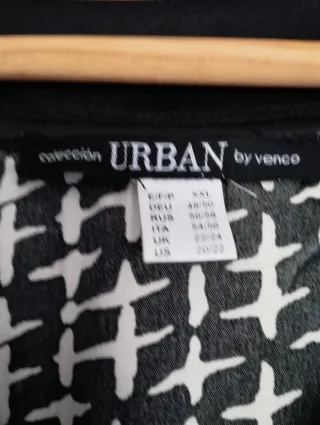 colección URBAN by venco
E/F/P XXL
DEU 48/50
RUS 56/58
ITA 54/56
UK 22/24
US 20/22